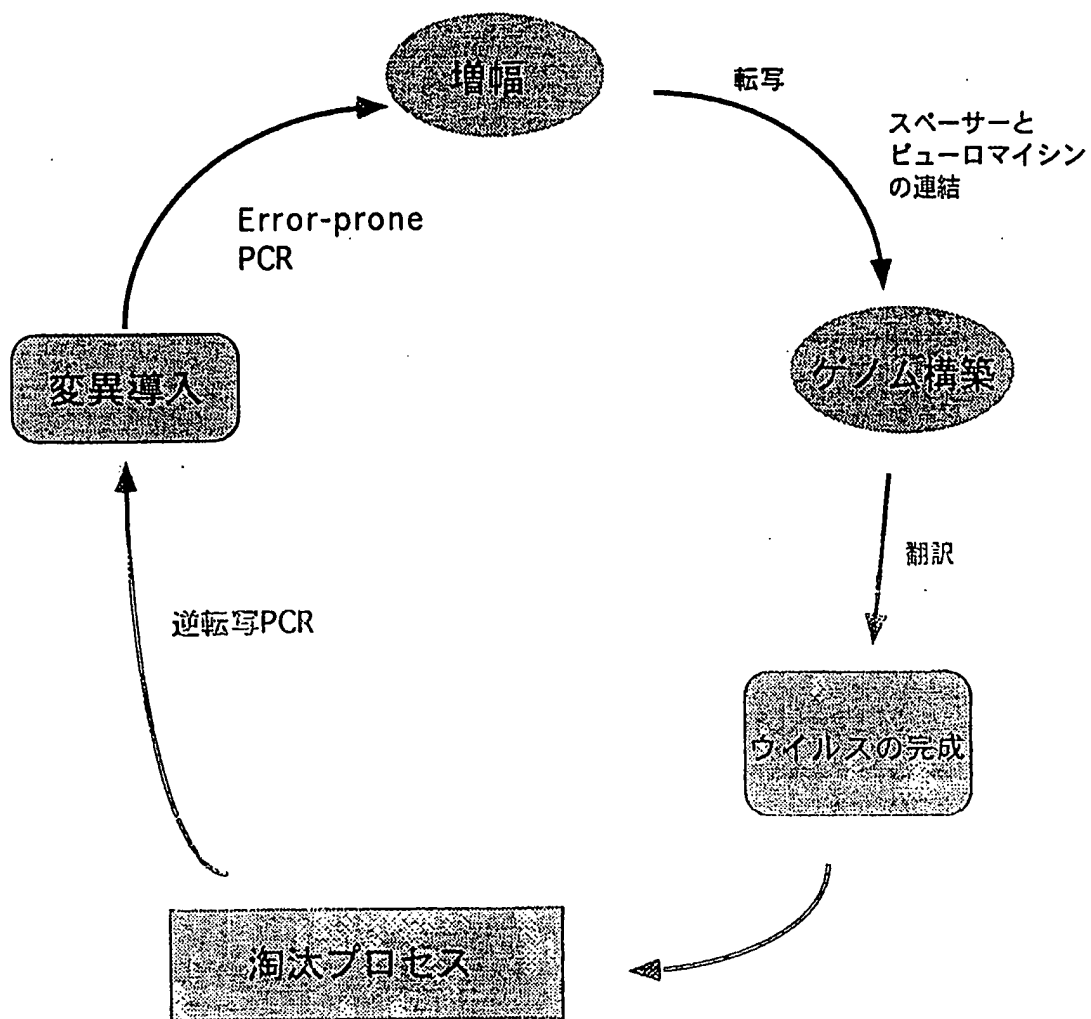 増幅
転写
スペーサーと
ピューロマイシン
の連結
Error-prone
PCR
変異導入
ゲノム構築
翻訳
逆転写PCR
ウイルスの完成
淘汰プロセス